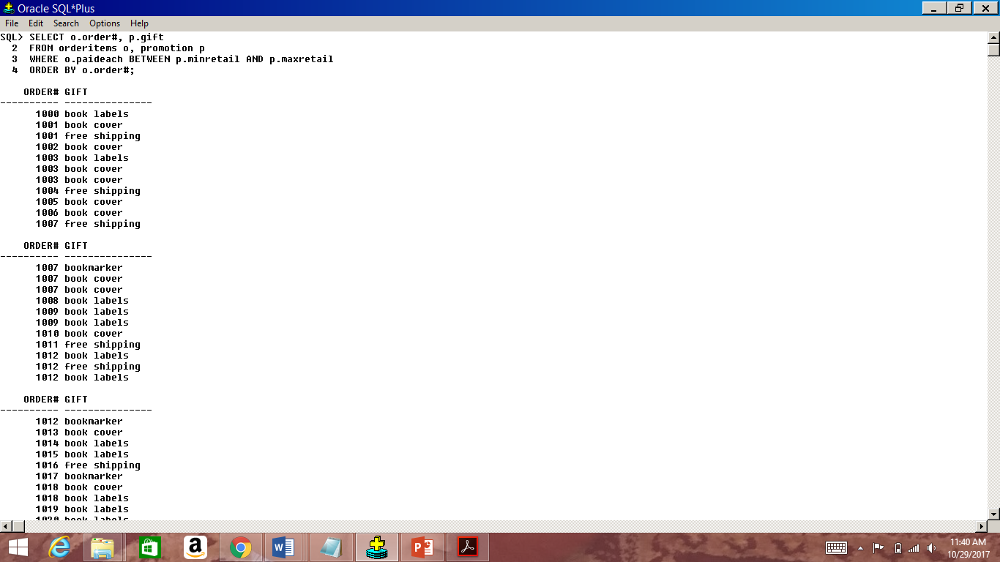 Oracle SQL*Plus
File Edit Search Options Help
SQL> SELECT o.order#, p.gift
  2  FROM orderitems o, promotion p
  3  WHERE o.paideach BETWEEN p.minretail AND p.maxretail
  4  ORDER BY o.order#;
    ORDER# GIFT
---------- ---------------
      1000 book labels
      1001 book cover
      1001 free shipping
      1002 book cover
      1003 book labels
      1003 book cover
      1003 book cover
      1004 free shipping
      1005 book cover
      1006 book cover
      1007 free shipping
    ORDER# GIFT
---------- ---------------
      1007 bookmarker
      1007 book cover
      1007 book cover
      1008 book labels
      1009 book labels
      1009 book labels
      1010 book cover
      1011 free shipping
      1012 book labels
      1012 free shipping
      1012 book labels
    ORDER# GIFT
---------- ---------------
      1012 bookmarker
      1013 book cover
      1014 book labels
      1015 book labels
      1016 free shipping
      1017 bookmarker
      1018 book cover
      1018 book labels
      1019 book labels
      1020 book labels
11:40 AM
10/29/2017